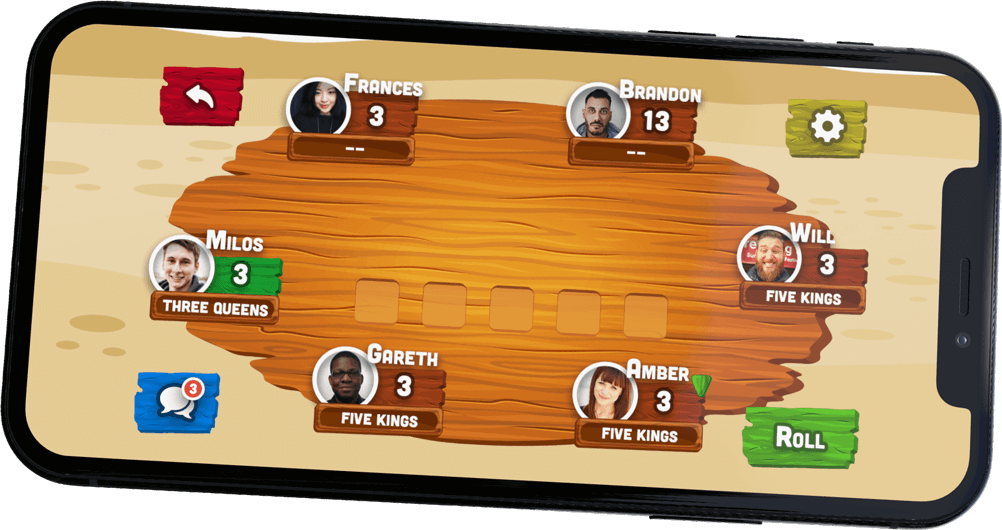 FRANCES
3
--
BRANDON
13
--
MILOS
3
THREE QUEENS
WILL
3
FIVE KINGS
GARETH
3
FIVE KINGS
AMBER
3
FIVE KINGS
3
ROLL